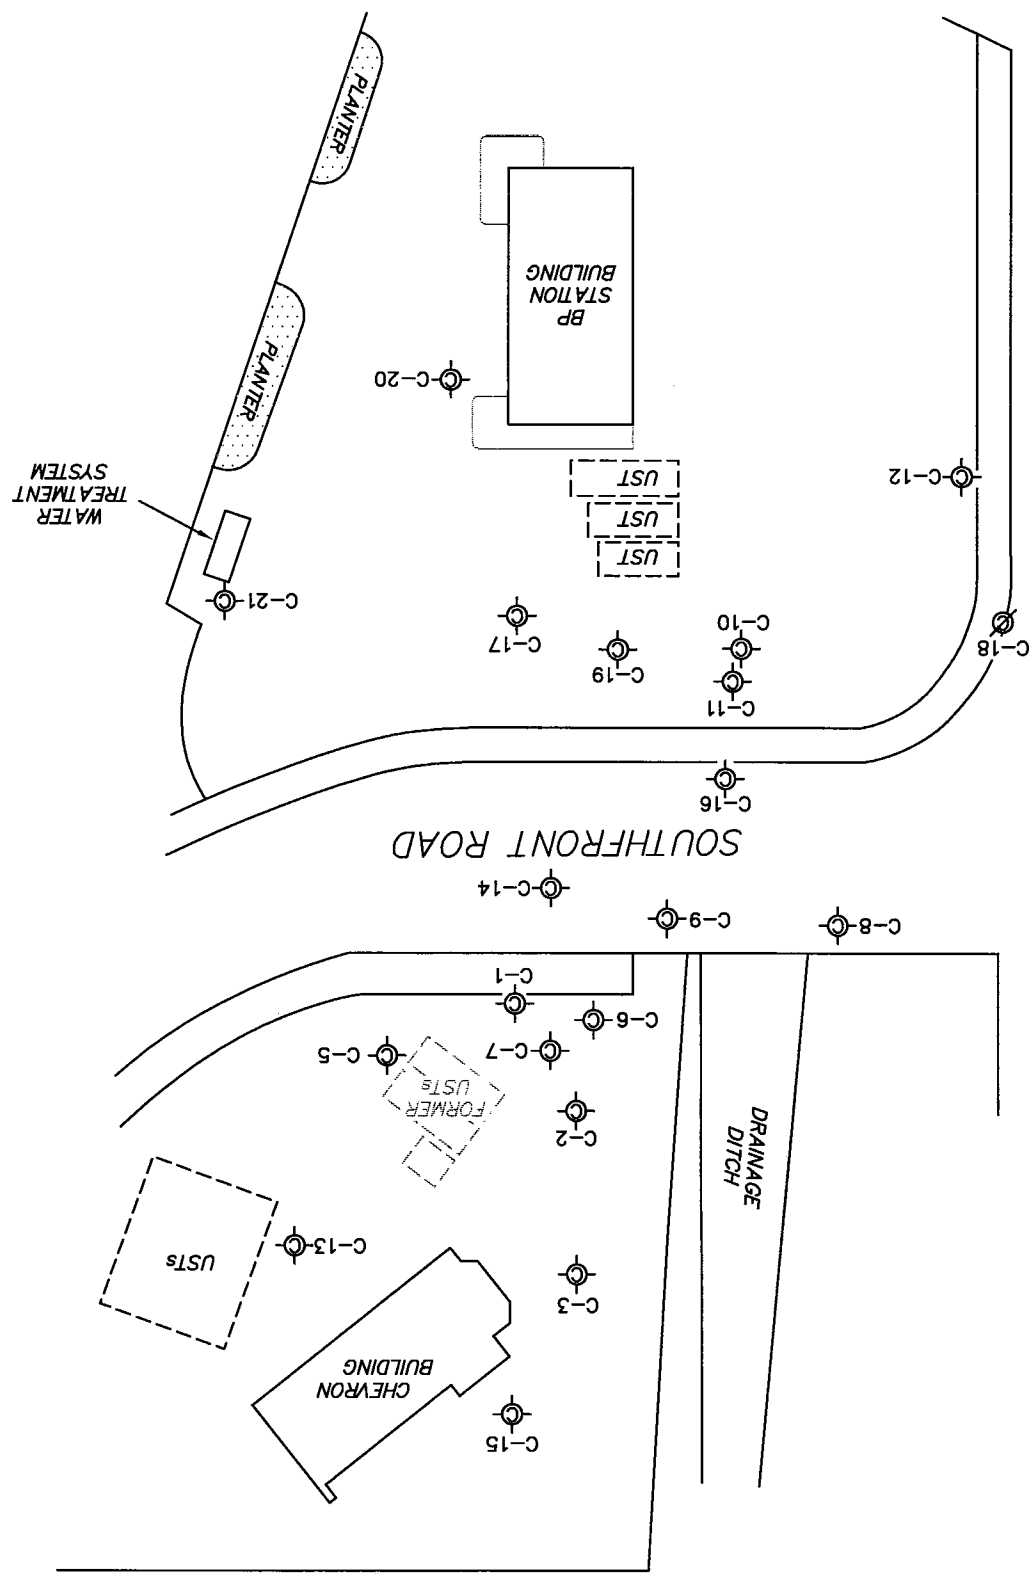 C-15
CHEVRON
BUILDING
C-3
C-13
USTs
DRAINAGE
DITCH
C-2
FORMER
USTs
C-7
C-5
C-6
C-1
C-8
C-9
C-14
SOUTHFRONT ROAD
C-16
C-11
C-18
C-10
C-19
C-17
C-21
UST
UST
UST
WATER
TREATMENT
SYSTEM
C-12
C-20
PLANTER
BP
STATION
BUILDING
PLANTER